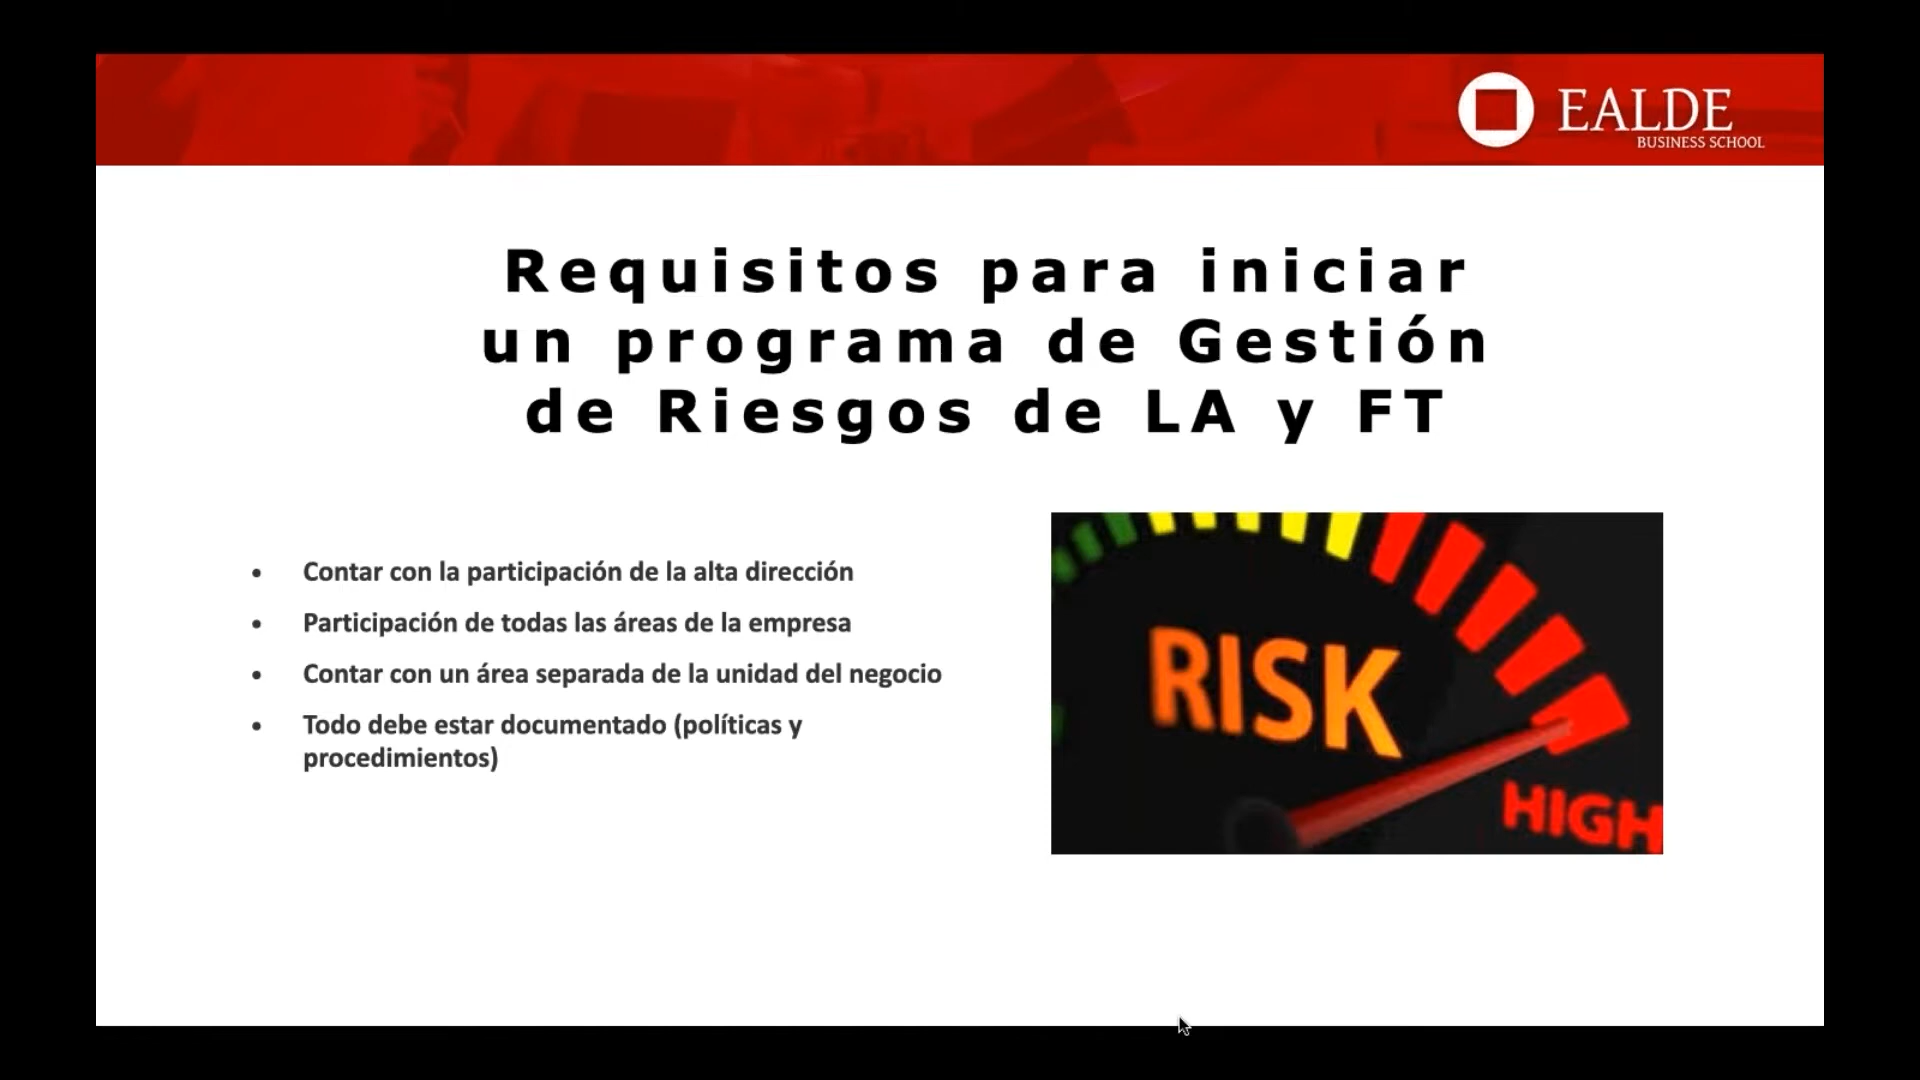 EALDE
BUSINESS SCHOOL
Requisitos para iniciar
un programa de Gestión
de Riesgos de LA y FT
• Contar con la participación de la alta dirección
• Participación de todas las áreas de la empresa
• Contar con un área separada de la unidad del negocio
• Todo debe estar documentado (políticas y
procedimientos)
RISK
HIGH